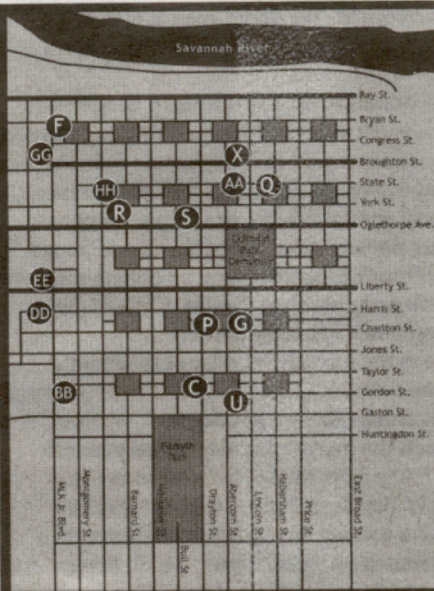 Savannah River
Bay St.
Bryan St.
F
Congress St.
GG
X
Broughton St.
HH
AA
Q
State St.
R
S
York St.
Oglethorpe Ave.
Colonial
Park
Cemetery
EE
Liberty St.
DD
P
G
Harris St.
Charlton St.
Jones St.
Taylor St.
BB
C
U
Gordon St.
Gaston St.
Huntingdon St.
Forsyth
Park
MLK Jr. Blvd.
Montgomery St.
Barnard St.
Bull St.
Drayton St.
Abercorn St.
Lincoln St.
Habersham St.
Price St.
East Broad St.